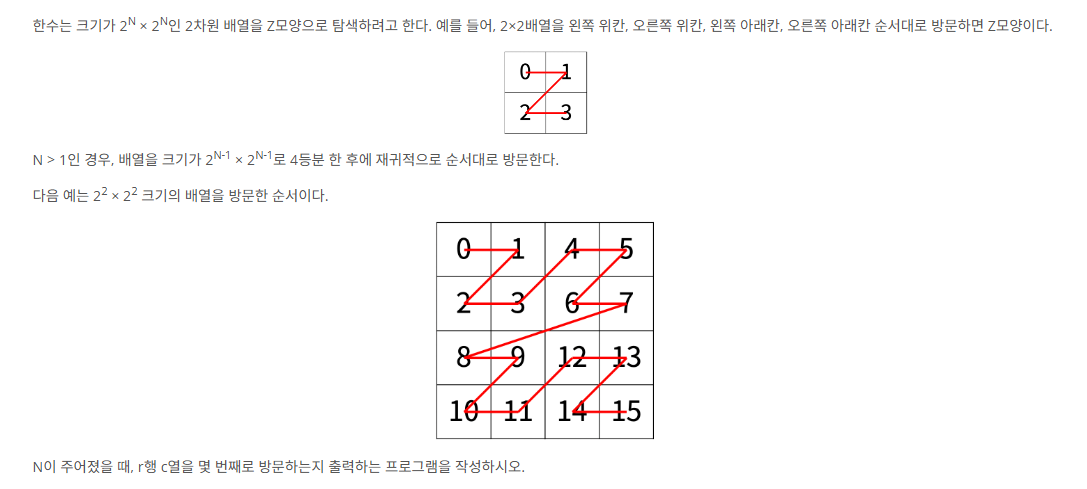 한수는 크기가 2^N × 2^N인 2차원 배열을 Z모양으로 탐색하려고 한다. 예를 들어, 2×2배열을 왼쪽 위칸, 오른쪽 위칸, 왼쪽 아래칸, 오른쪽 아래칸 순서대로 방문하면 Z모양이다.
0 1
2 3
N > 1인 경우, 배열을 크기가 2^N-1 × 2^N-1로 4등분 한 후에 재귀적으로 순서대로 방문한다.
다음 예는 2^2 × 2^2 크기의 배열을 방문한 순서이다.
0 1 4 5
2 3 6 7
8 9 12 13
10 11 14 15
N이 주어졌을 때, r행 c열을 몇 번째로 방문하는지 출력하는 프로그램을 작성하시오.